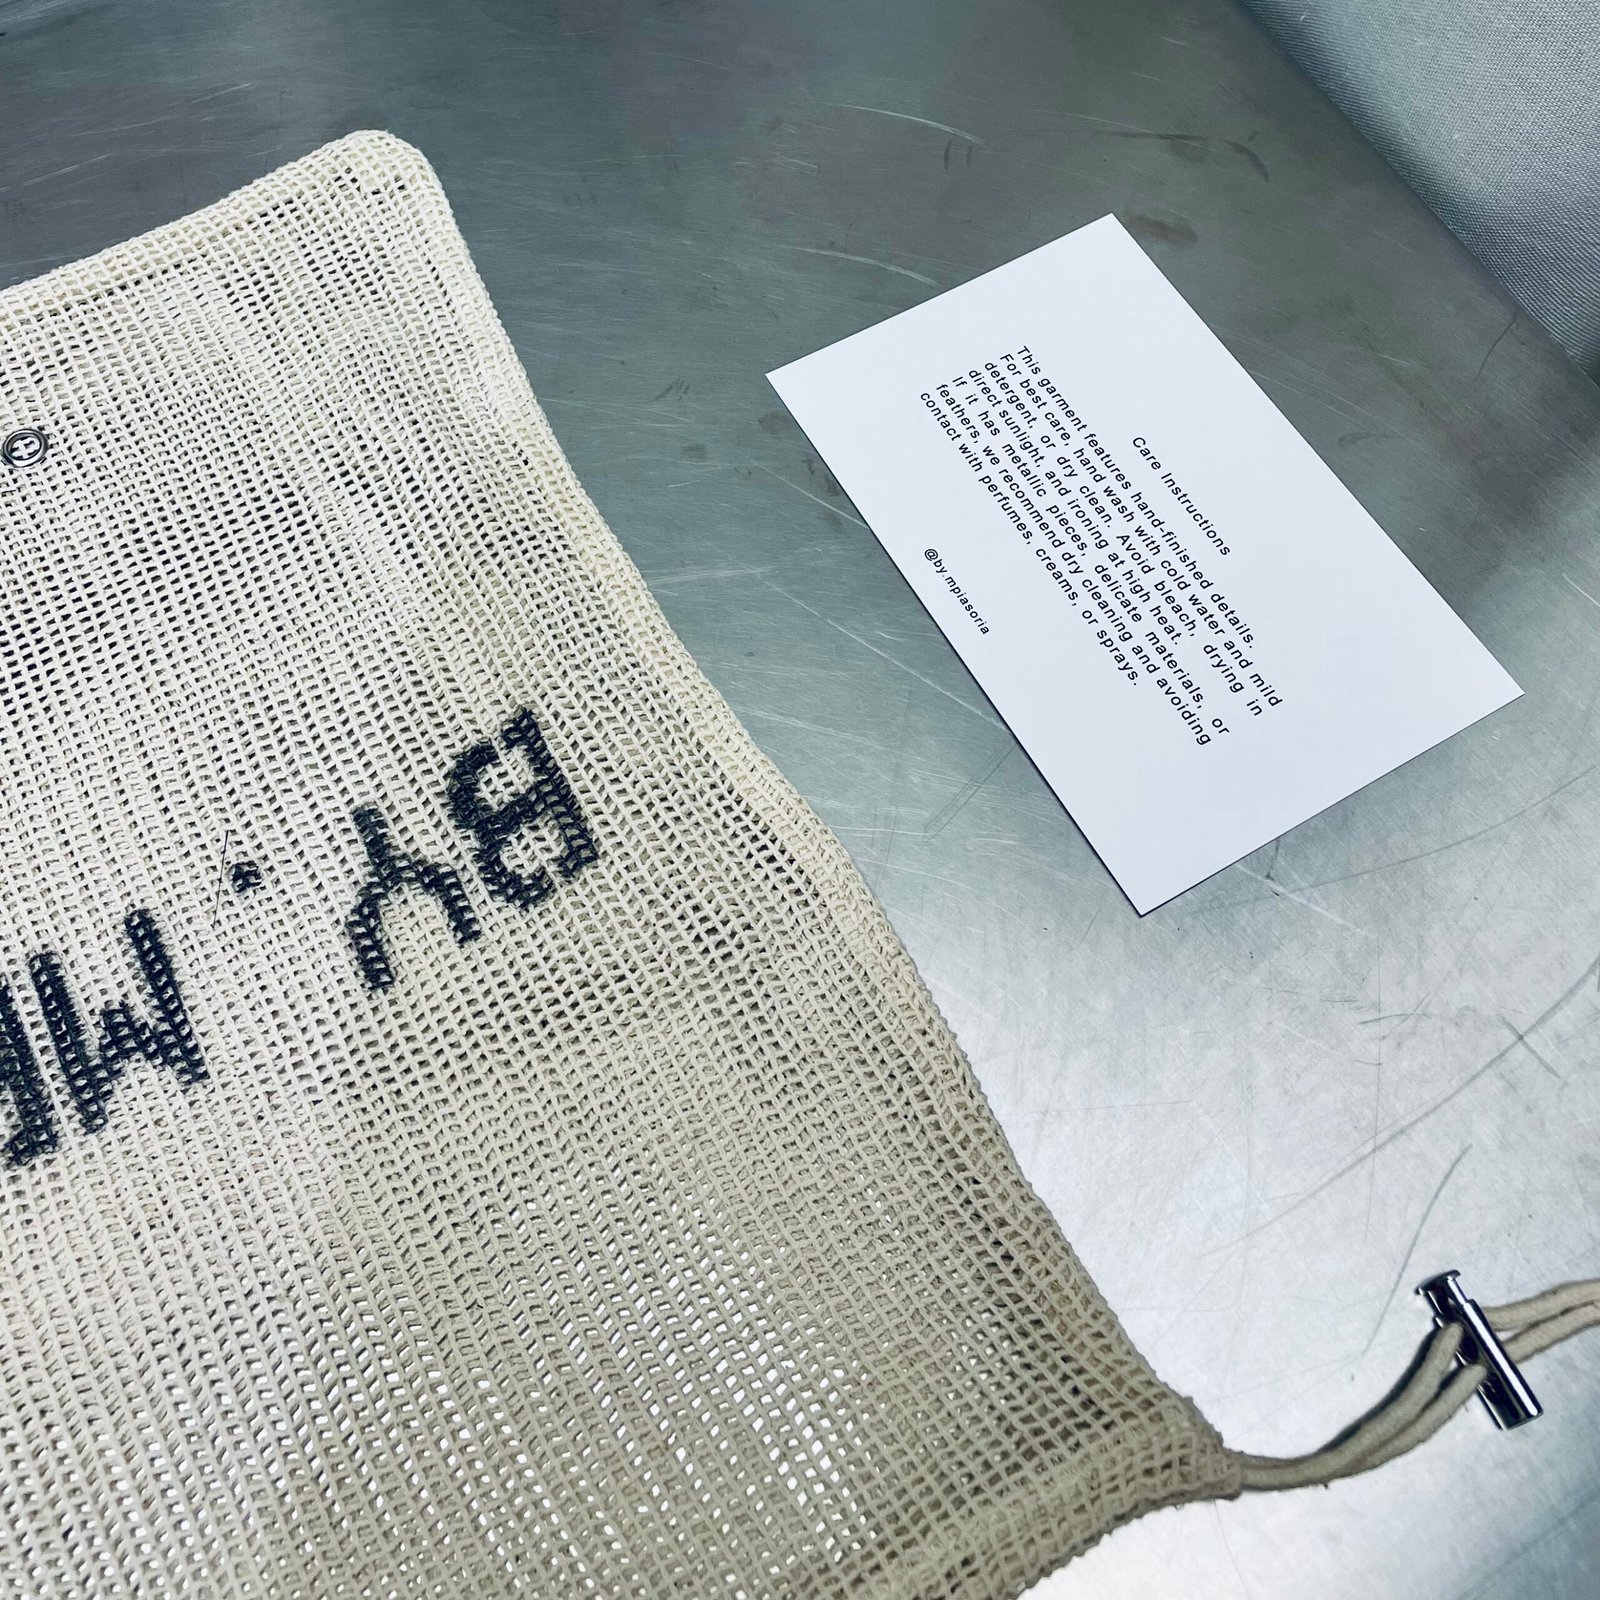 Care Instructions
This garment features hand-finished details.
For best care, hand wash with cold water and mild
detergent, or dry clean. Avoid bleach, drying in
direct sunlight, and ironing at high heat.
If it has metallic pieces, delicate materials, or
feathers, we recommend dry cleaning and avoiding
contact with perfumes, creams, or sprays.
@by.mpiasoria
BY.MP